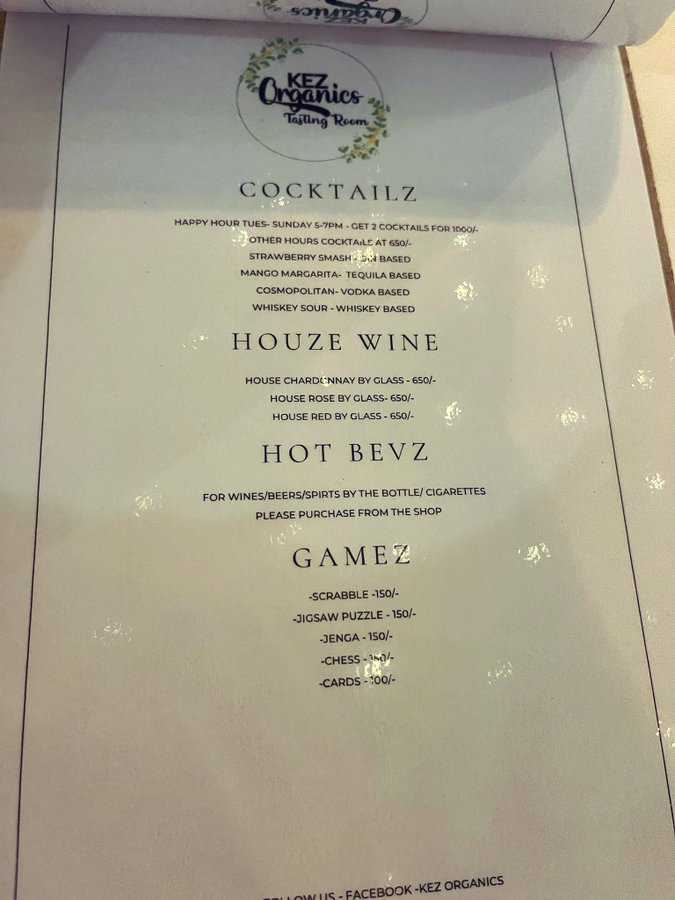 KEZ
Organics
KEZ
Organics
Tasting Room
COCKTAILZ
HAPPY HOUR TUES- SUNDAY 5-7PM - GET 2 COCKTAILS FOR 1000/-
OTHER HOURS COCKTAILS AT 650/-
STRAWBERRY SMASH - GIN BASED
MANGO MARGARITA- TEQUILA BASED
COSMOPOLITAN- VODKA BASED
WHISKEY SOUR - WHISKEY BASED
HOUZE WINE
HOUSE CHARDONNAY BY GLASS - 650/-
HOUSE ROSE BY GLASS- 650/-
HOUSE RED BY GLASS - 650/-
HOT BEVZ
FOR WINES/BEERS/SPIRTS BY THE BOTTLE/ CIGARETTES
PLEASE PURCHASE FROM THE SHOP
GAMEZ
-SCRABBLE -150/-
-JIGSAW PUZZLE - 150/-
-JENGA - 150/-
-CHESS -
-CARDS - 100/-
FOLLOW US - FACEBOOK -KEZ ORGANICS